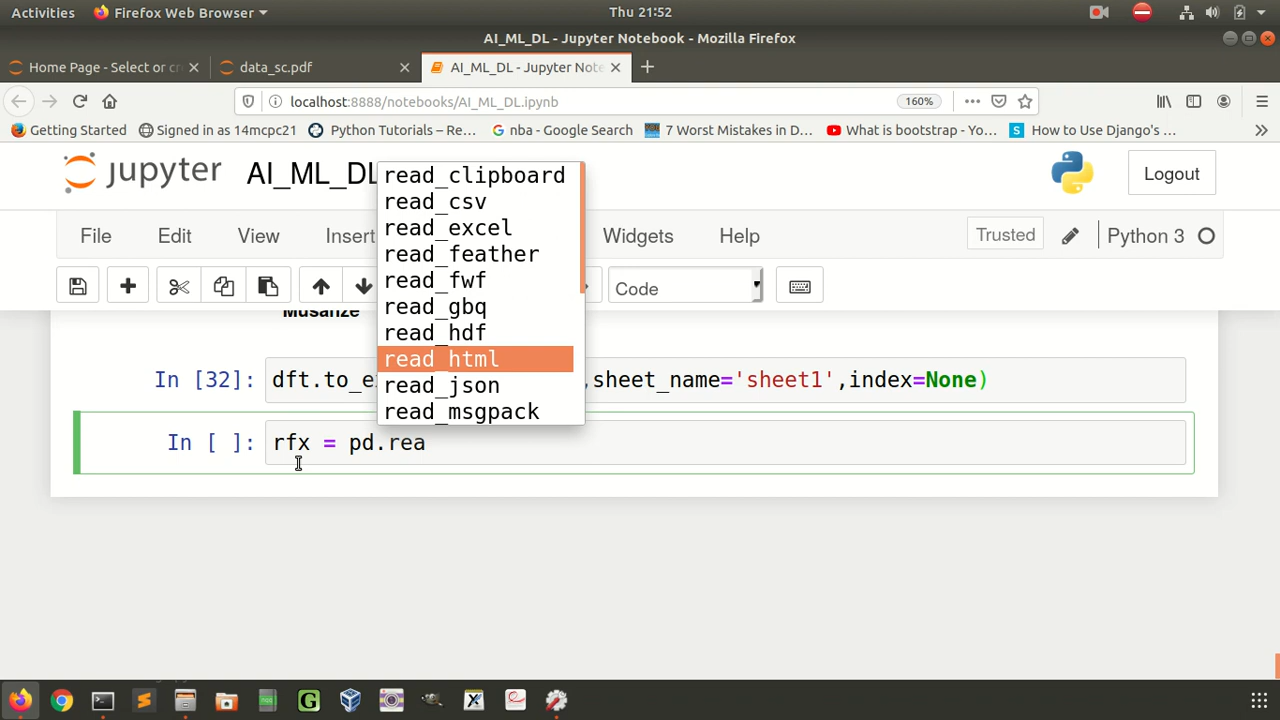 Activities Firefox Web Browser Thu 21:52
AI_ML_DL - Jupyter Notebook - Mozilla Firefox
Home Page - Select or cr data_sc.pdf AI_ML_DL - Jupyter Note
localhost:8888/notebooks/AI_ML_DL.ipynb 160%
Getting Started Signed in as 14mcpc21 Python Tutorials – Re… nba - Google Search 7 Worst Mistakes in D… What is bootstrap - Yo… How to Use Django's …
jupyter AI_ML_DL Logout
File Edit View Insert Widgets Help Trusted Python 3
Code
read_clipboard
read_csv
read_excel
read_feather
read_fwf
read_gbq
read_hdf
read_html
read_json
read_msgpack
Musanze
In [32]: dft.to_e ,sheet_name='sheet1',index=None)
In [ ]: rfx = pd.rea